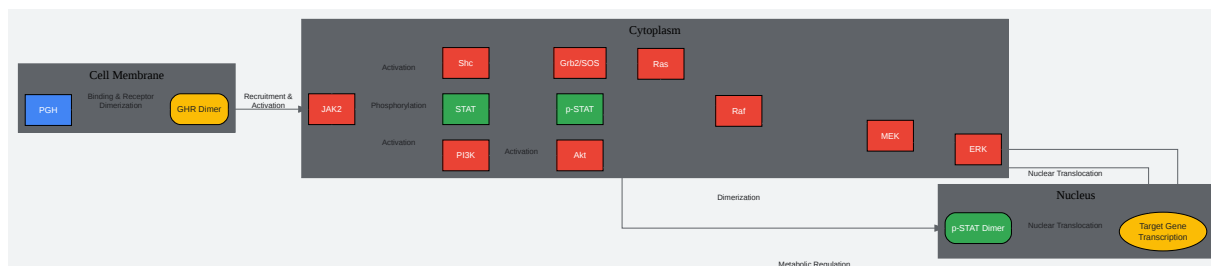 Cytoplasm
Cell Membrane
PGH
Binding & Receptor
Dimerization
GHR Dimer
Recruitment &
Activation
JAK2
Activation
Phosphorylation
Activation
Shc
STAT
PI3K
Activation
Grb2/SOS
p-STAT
Akt
Ras
Raf
MEK
ERK
Nuclear Translocation
Dimerization
Nucleus
p-STAT Dimer
Nuclear Translocation
Target Gene
Transcription
Metabolic Regulation